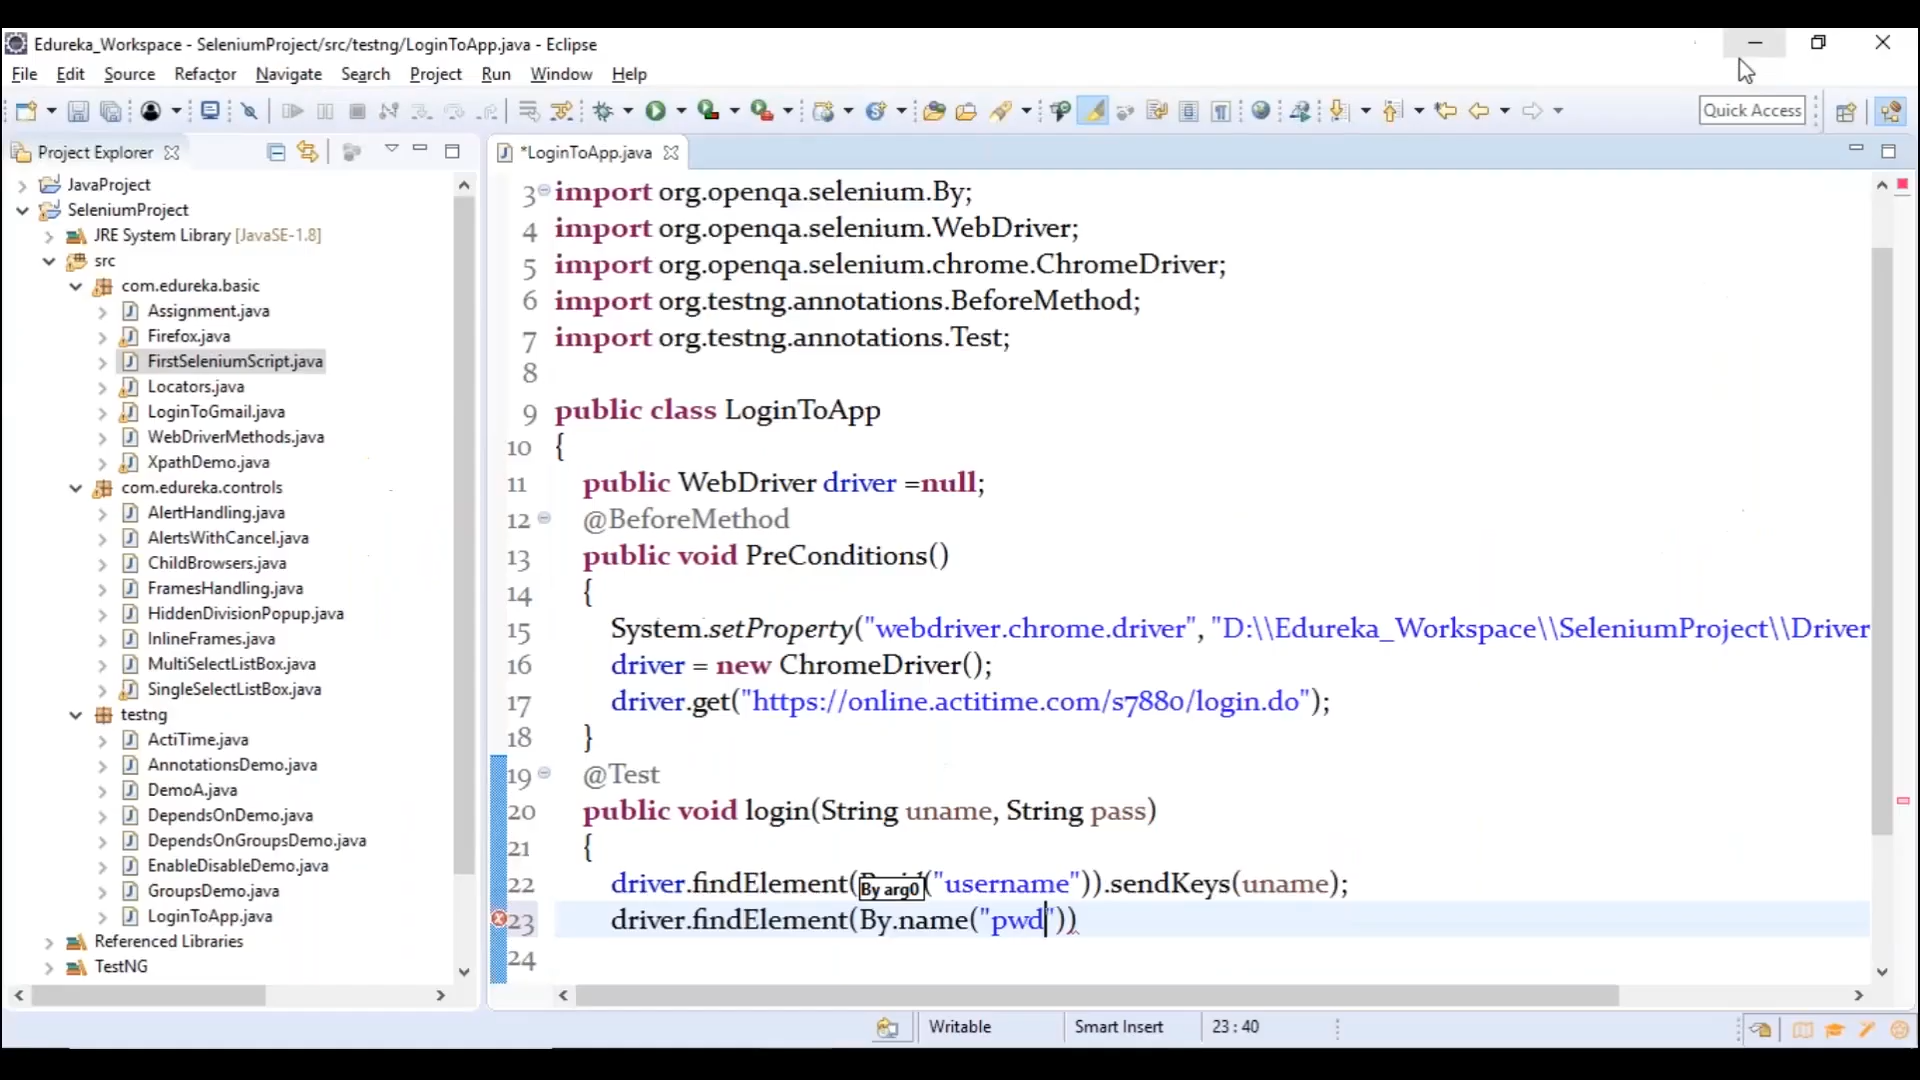 Edureka_Workspace - SeleniumProject/src/testng/LoginToApp.java - Eclipse
File Edit Source Refactor Navigate Search Project Run Window Help
Quick Access
Project Explorer
*LoginToApp.java
JavaProject
SeleniumProject
JRE System Library [JavaSE-1.8]
src
com.edureka.basic
Assignment.java
Firefox.java
FirstSeleniumScript.java
Locators.java
LoginToGmail.java
WebDriverMethods.java
XpathDemo.java
com.edureka.controls
AlertHandling.java
AlertsWithCancel.java
ChildBrowsers.java
FramesHandling.java
HiddenDivisionPopup.java
InlineFrames.java
MultiSelectListBox.java
SingleSelectListBox.java
testng
ActiTime.java
AnnotationsDemo.java
DemoA.java
DependsOnDemo.java
DependsOnGroupsDemo.java
EnableDisableDemo.java
GroupsDemo.java
LoginToApp.java
Referenced Libraries
TestNG
3 import org.openqa.selenium.By;
4 import org.openqa.selenium.WebDriver;
5 import org.openqa.selenium.chrome.ChromeDriver;
6 import org.testng.annotations.BeforeMethod;
7 import org.testng.annotations.Test;
8
9 public class LoginToApp
10 {
11 public WebDriver driver =null;
12 @BeforeMethod
13 public void PreConditions()
14 {
15 System.setProperty("webdriver.chrome.driver", "D:\\Edureka_Workspace\\SeleniumProject\\Driver
16 driver = new ChromeDriver();
17 driver.get("https://online.actitime.com/s7880/login.do");
18 }
19 @Test
20 public void login(String uname, String pass)
21 {
22 driver.findElement( ("username")).sendKeys(uname);
By arg0
23 driver.findElement(By.name("pwd"))
24
Writable Smart Insert 23 : 40